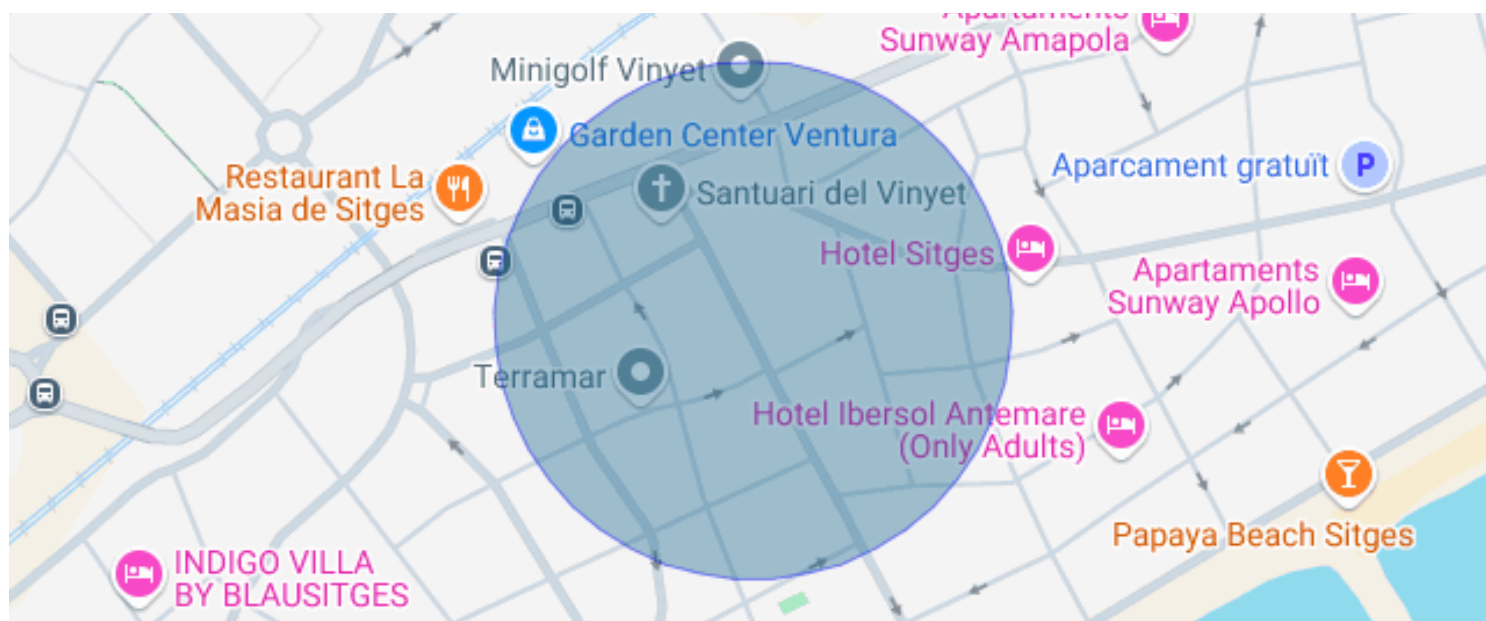 Apartaments
Sunway Amapola
Minigolf Vinyet
Garden Center Ventura
Restaurant La
Masia de Sitges
Santuari del Vinyet
Aparcament gratuït
P
Hotel Sitges
Apartaments
Sunway Apollo
Terramar
Hotel Ibersol Antemare
(Only Adults)
Papaya Beach Sitges
INDIGO VILLA
BY BLAUSITGES